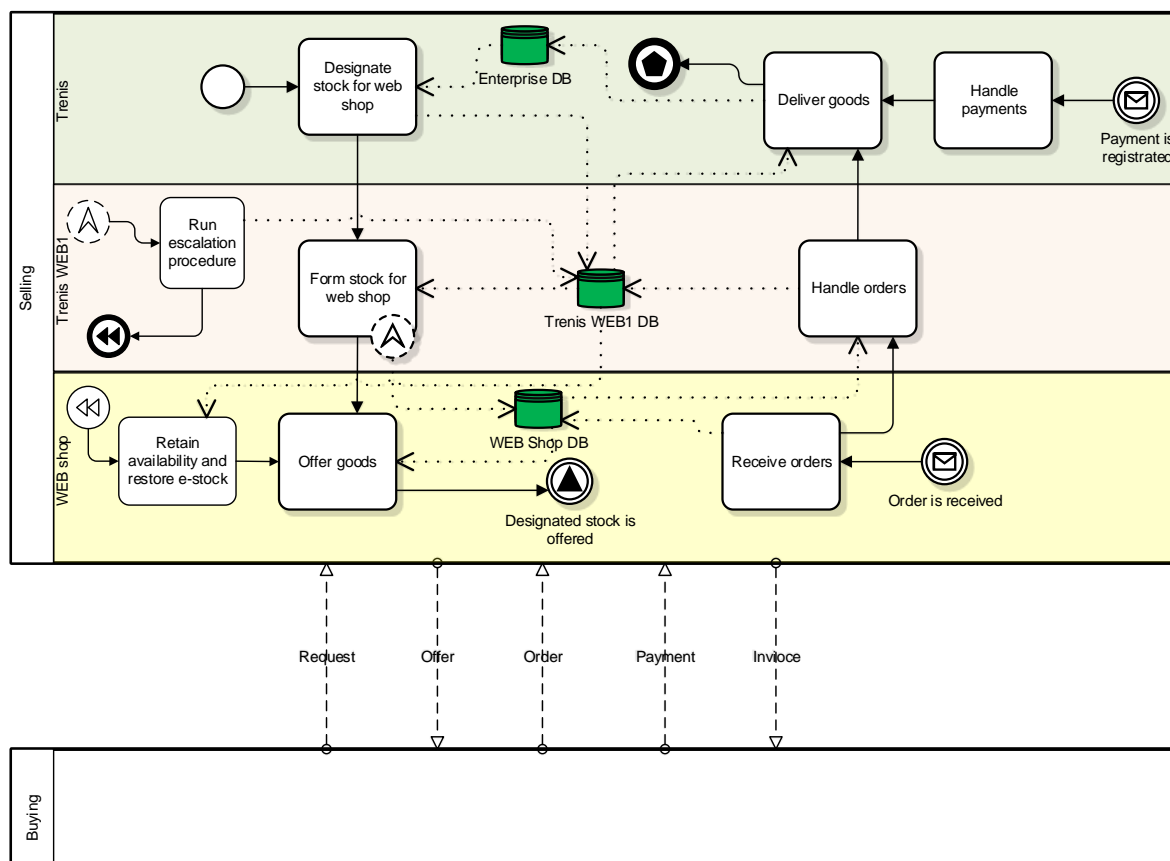 Selling
Trenis
Designate
stock for web
shop
Enterprise DB
Deliver goods
Handle
payments
Payment is
registrated
Trenis WEB1
Run
escalation
procedure
Form stock for
web shop
Trenis WEB1 DB
Handle orders
WEB shop
Retain
availability and
restore e-stock
Offer goods
WEB Shop DB
Designated stock is
offered
Receive orders
Order is received
Request
Offer
Order
Payment
Invioce
Buying